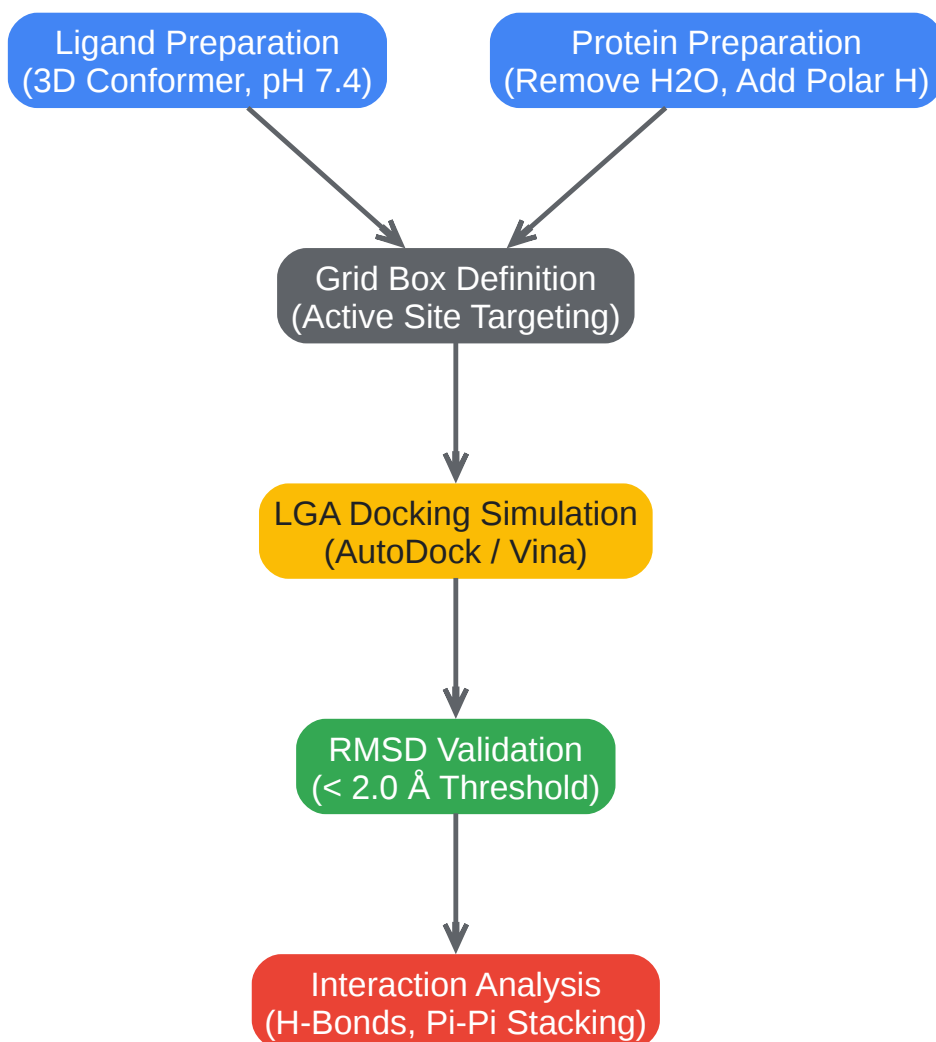 Ligand Preparation
(3D Conformer, pH 7.4)
Protein Preparation
(Remove H2O, Add Polar H)
Grid Box Definition
(Active Site Targeting)
LGA Docking Simulation
(AutoDock / Vina)
RMSD Validation
(< 2.0 Å Threshold)
Interaction Analysis
(H-Bonds, Pi-Pi Stacking)